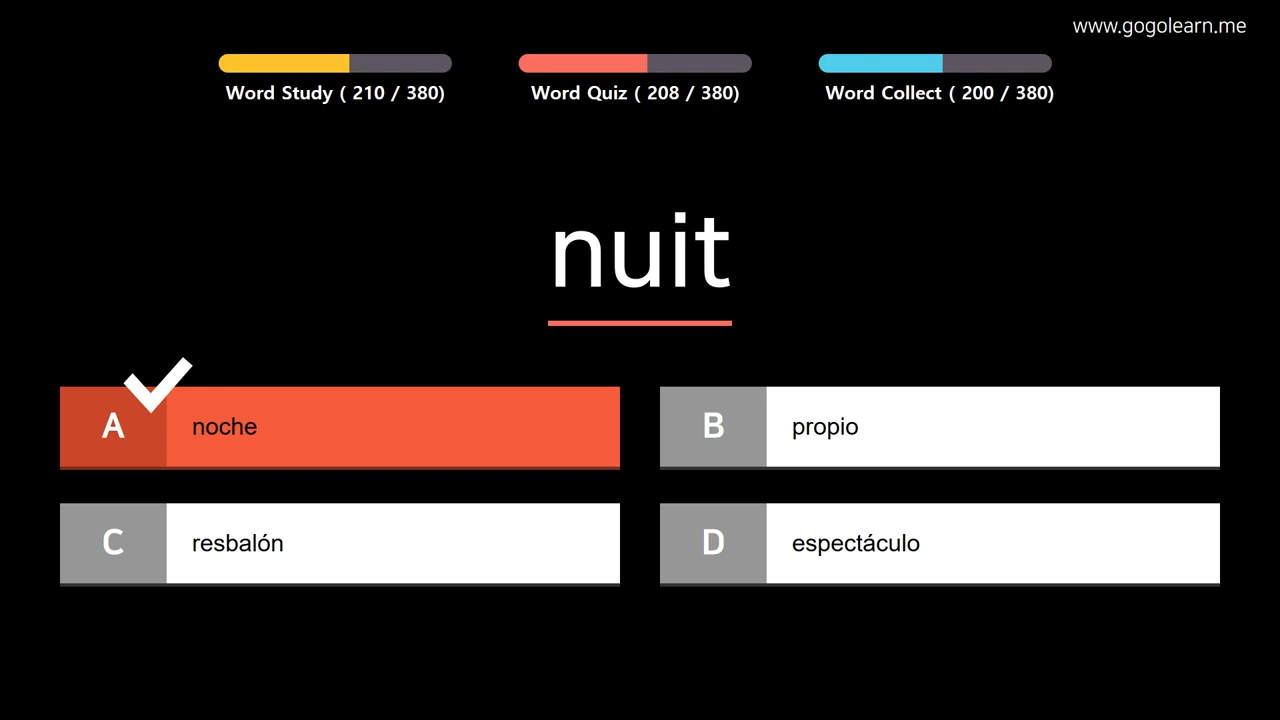 www.gogolearn.me
Word Study ( 210 / 380)
Word Quiz ( 208 / 380)
Word Collect ( 200 / 380)
nuit
A noche
B propio
C resbalón
D espectáculo